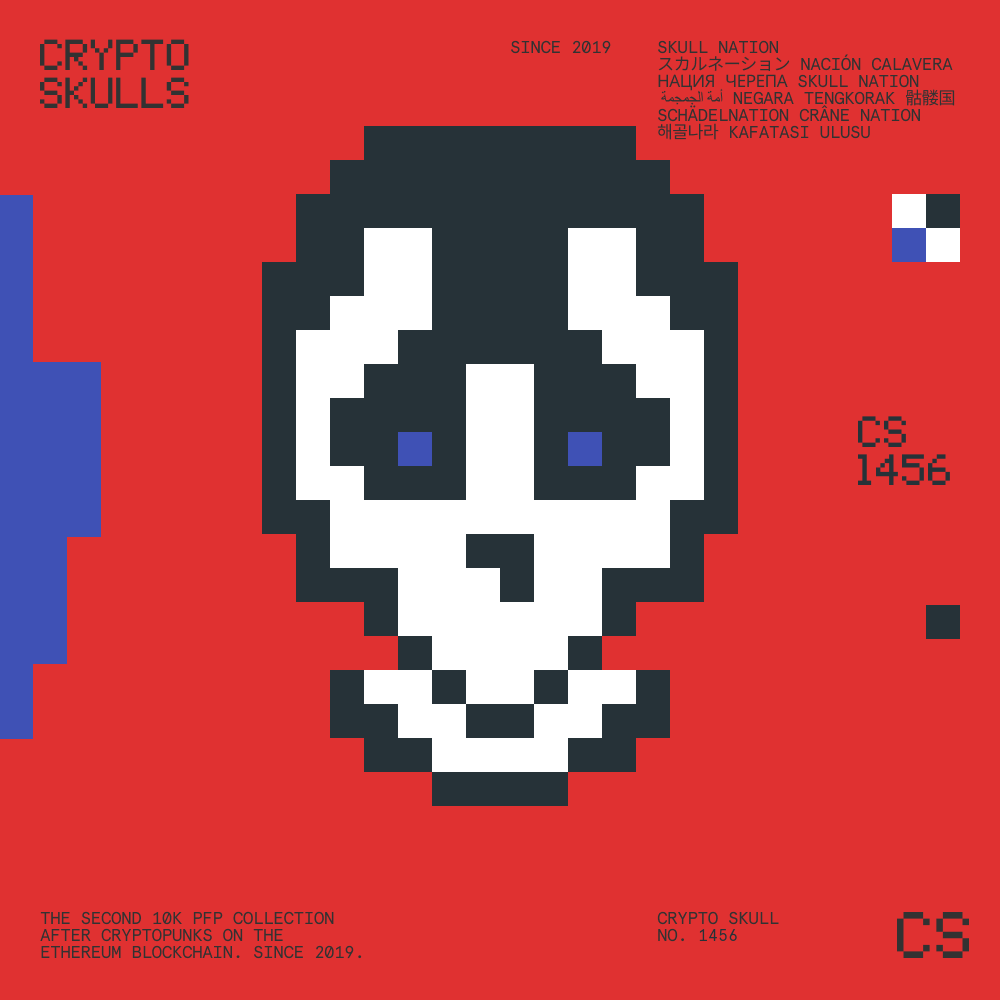 CRYPTO
SKULLS
SINCE 2019
SKULL NATION
スカルネーション NACIÓN CALAVERA
НАЦИЯ ЧЕРЕПА SKULL NATION
أمة الجمجمة NEGARA TENGKORAK 骷髅国
SCHÄDELNATION CRÂNE NATION
해골나라 KAFATASI ULUSU
CS
1456
THE SECOND 10K PFP COLLECTION
AFTER CRYPTOPUNKS ON THE
ETHEREUM BLOCKCHAIN. SINCE 2019.
CRYPTO SKULL
NO. 1456
CS